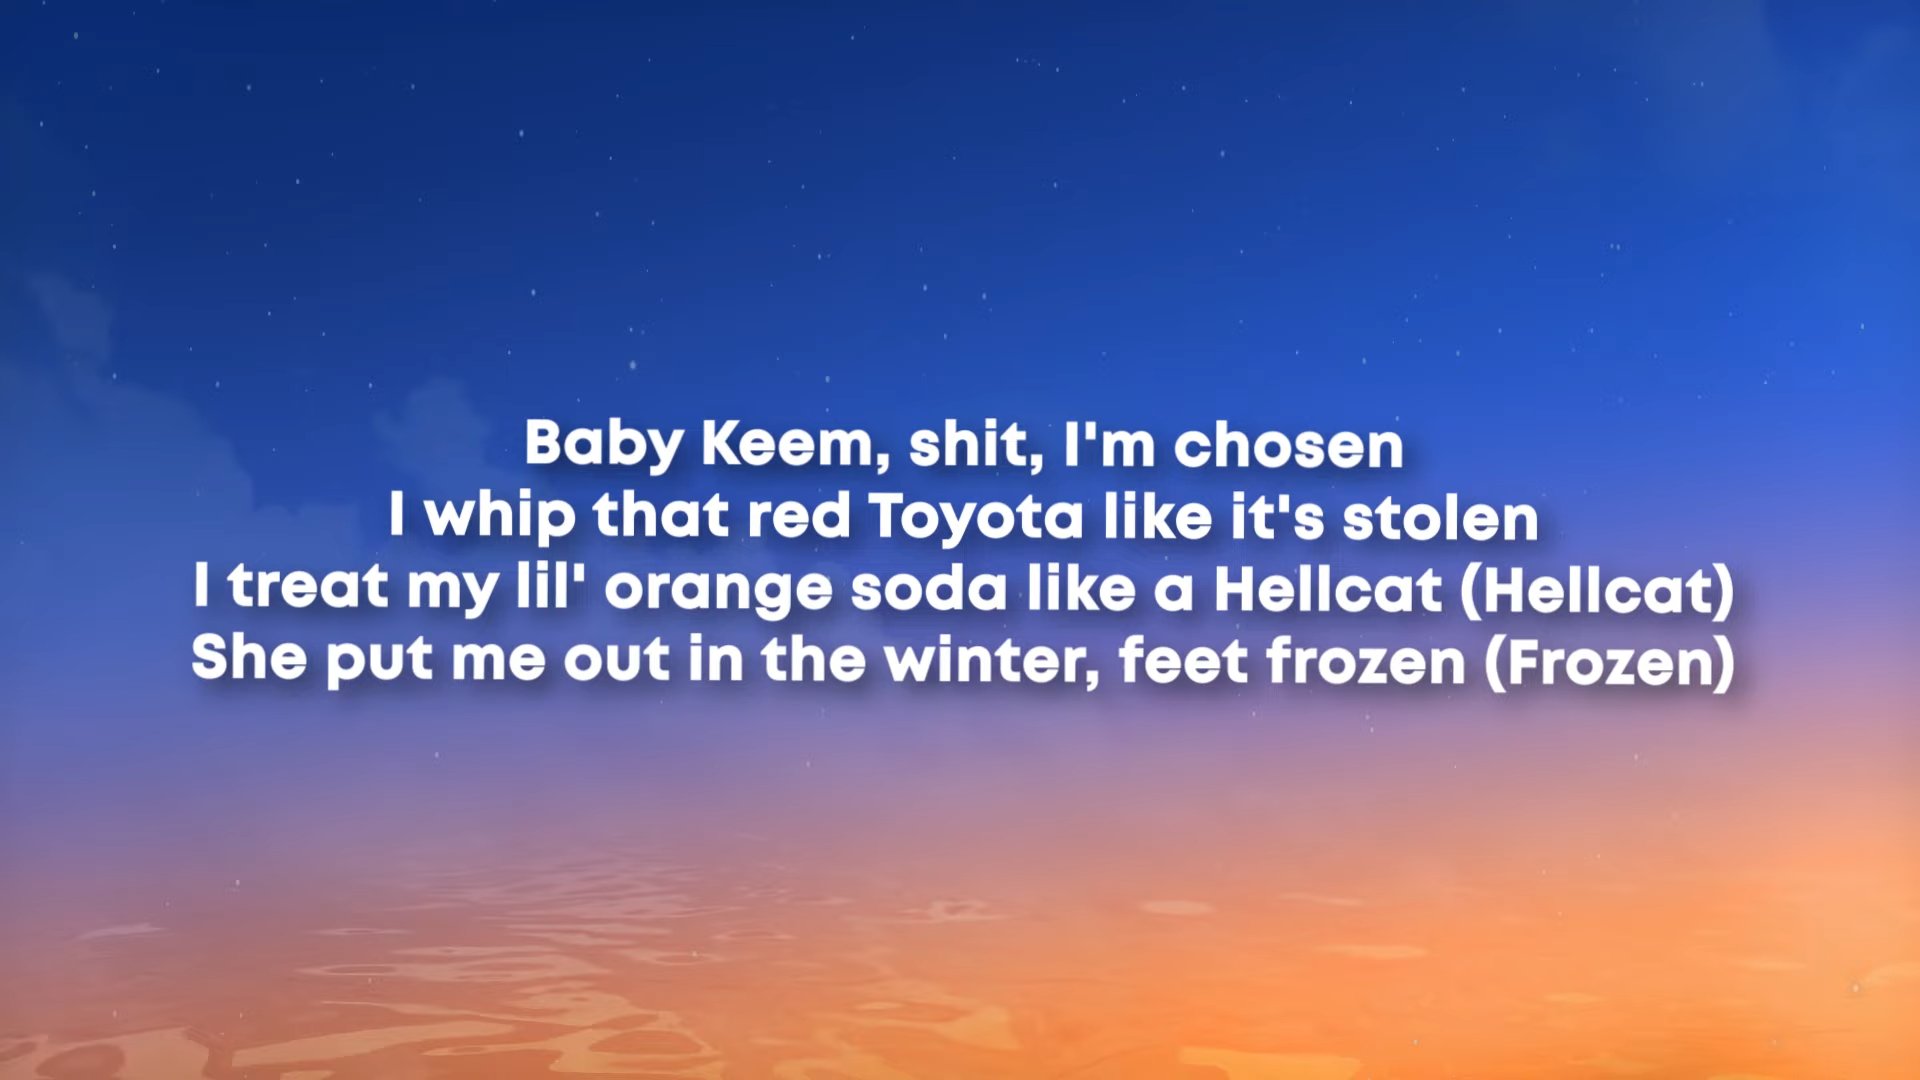 Baby Keem, shit, I'm chosen
I whip that red Toyota like it's stolen
I treat my lil' orange soda like a Hellcat (Hellcat)
She put me out in the winter, feet frozen (Frozen)